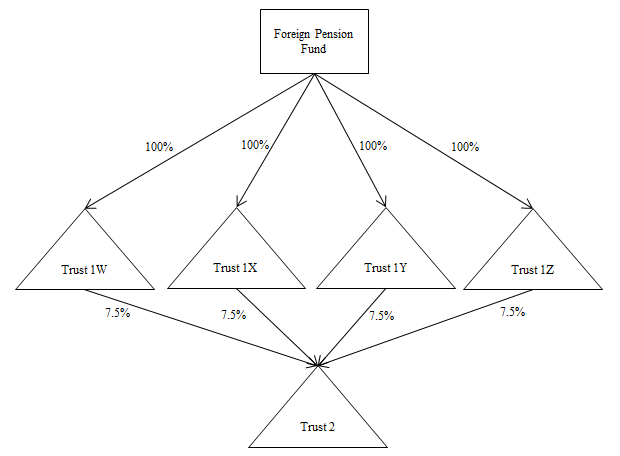 Foreign Pension
Fund
100%
100%
100%
100%
Trust 1W
Trust 1X
Trust 1Y
Trust 1Z
7.5%
7.5%
7.5%
7.5%
Trust 2